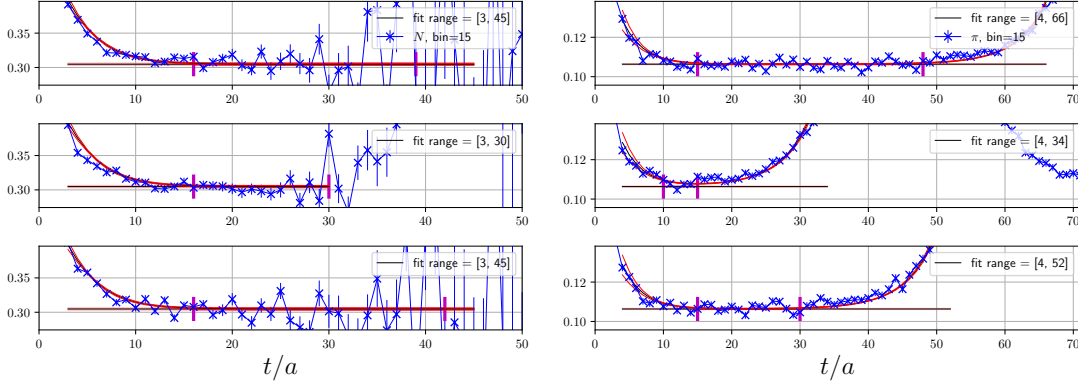 0.35
0.30
fit range = [3, 45]
N, bin=15
0 10 20 30 40 50
0.12
0.10
fit range = [4, 66]
π, bin=15
0 10 20 30 40 50 60 70
0.35
0.30
fit range = [3, 30]
0 10 20 30 40 50
0.12
0.10
fit range = [4, 34]
0 10 20 30 40 50 60 70
0.35
0.30
fit range = [3, 45]
0 10 20 30 40 50
t/a
0.12
0.10
fit range = [4, 52]
0 10 20 30 40 50 60 70
t/a